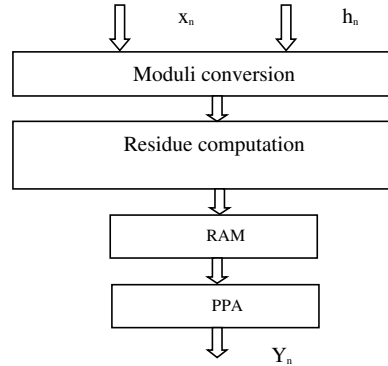 xₙ hₙ
Moduli conversion
Residue computation
RAM
PPA
Yₙ